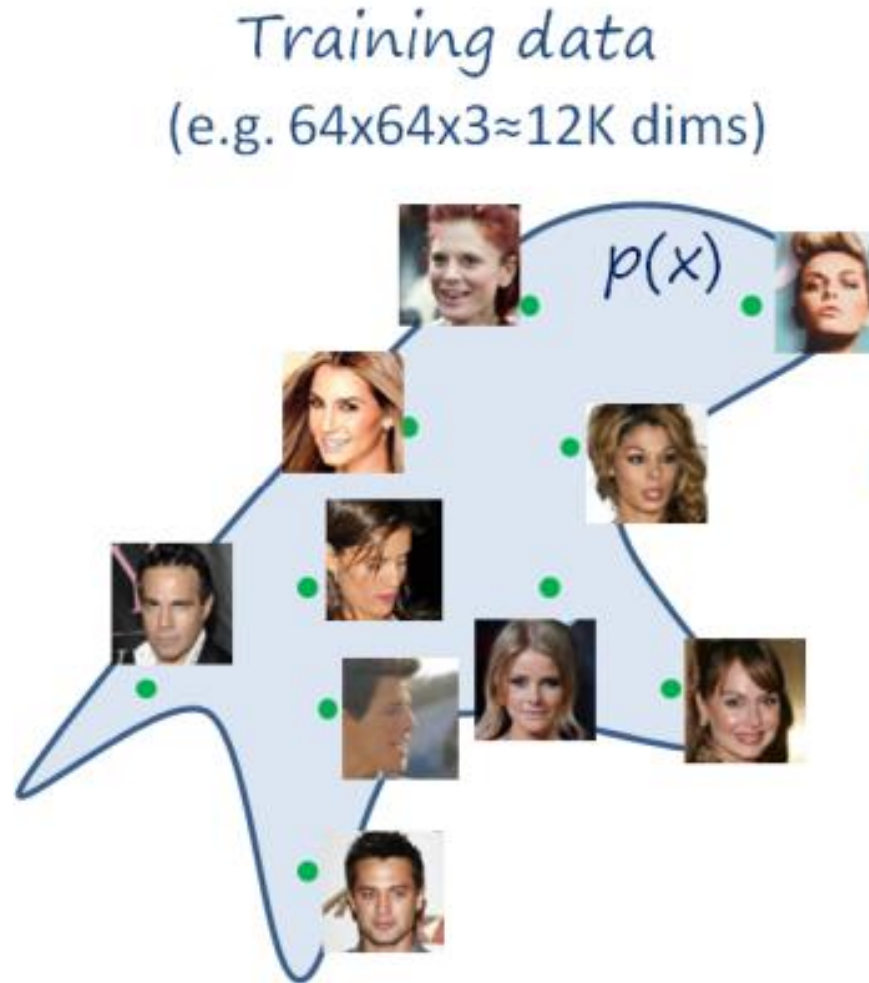 Training data
(e.g. 64x64x3≈12K dims)
p(x)